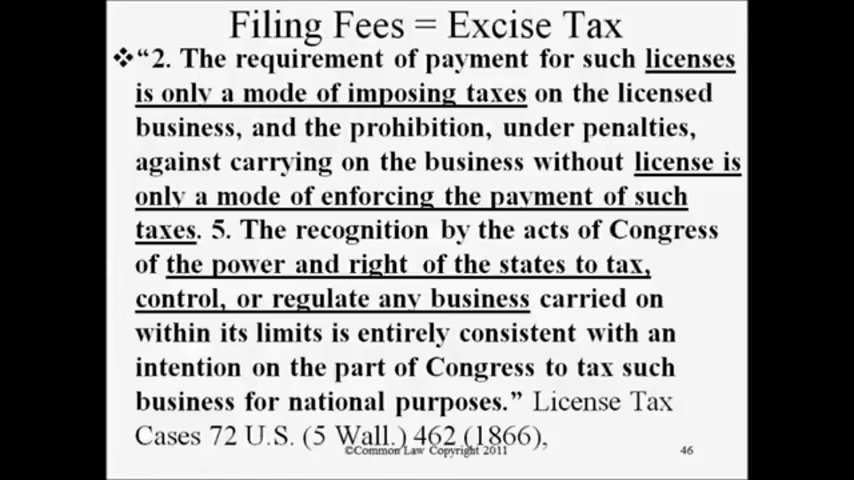 Filing Fees = Excise Tax
❖“2. The requirement of payment for such licenses
is only a mode of imposing taxes on the licensed
business, and the prohibition, under penalties,
against carrying on the business without license is
only a mode of enforcing the payment of such
taxes. 5. The recognition by the acts of Congress
of the power and right of the states to tax,
control, or regulate any business carried on
within its limits is entirely consistent with an
intention on the part of Congress to tax such
business for national purposes.” License Tax
Cases 72 U.S. (5 Wall.) 462 (1866),
©Common Law Copyright 2011
46